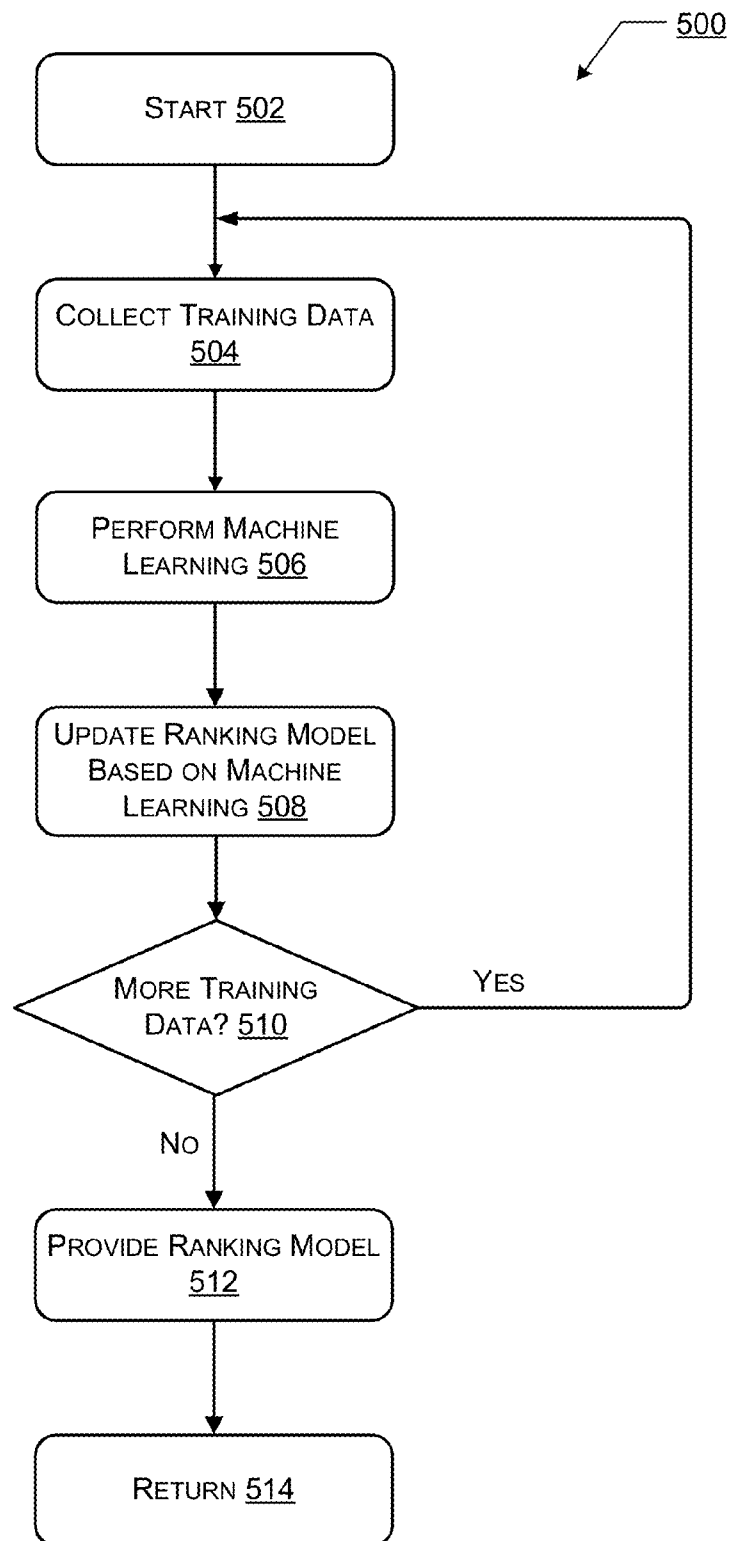 500
START 502
COLLECT TRAINING DATA
504
PERFORM MACHINE
LEARNING 506
UPDATE RANKING MODEL
BASED ON MACHINE
LEARNING 508
MORE TRAINING
DATA? 510
YES
NO
PROVIDE RANKING MODEL
512
RETURN 514